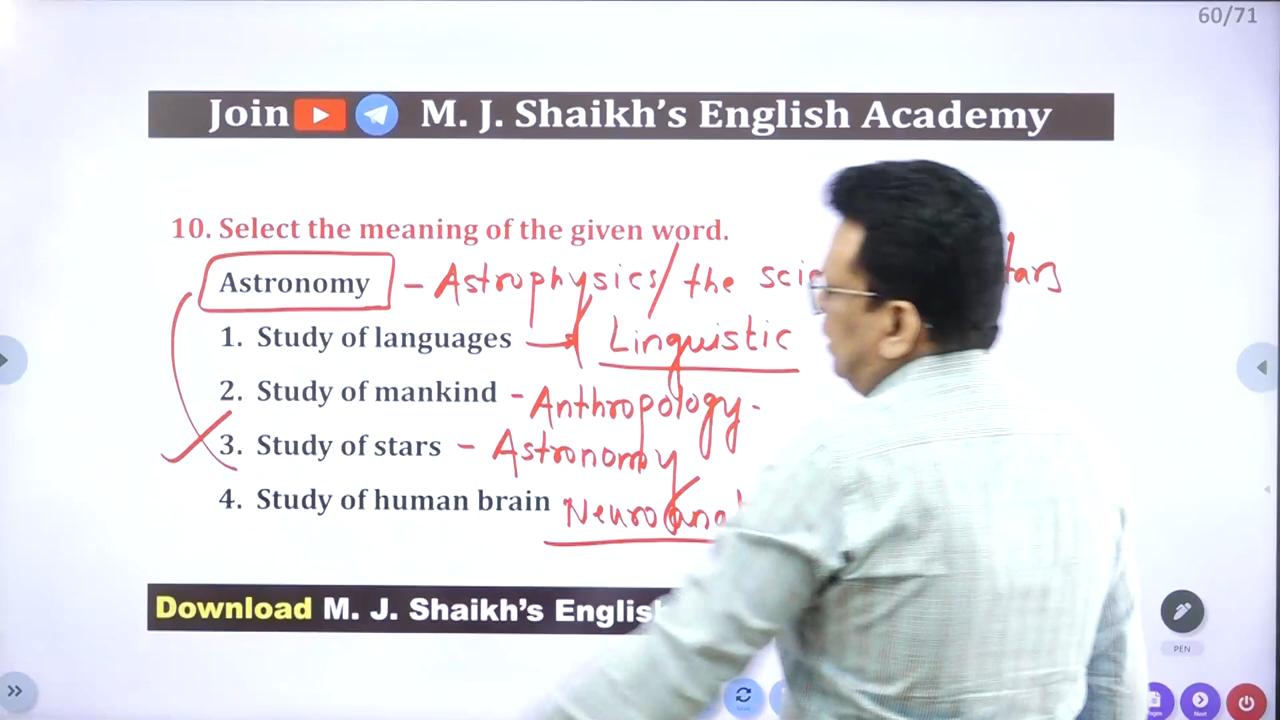 60/71
Join M. J. Shaikh's English Academy
10. Select the meaning of the given word.
Astronomy - Astrophysics / the
1. Study of languages → Linguistic
2. Study of mankind - Anthropology.
3. Study of stars - Astronomy
4. Study of human brain
Download M. J. Shaikh's
PEN
Next